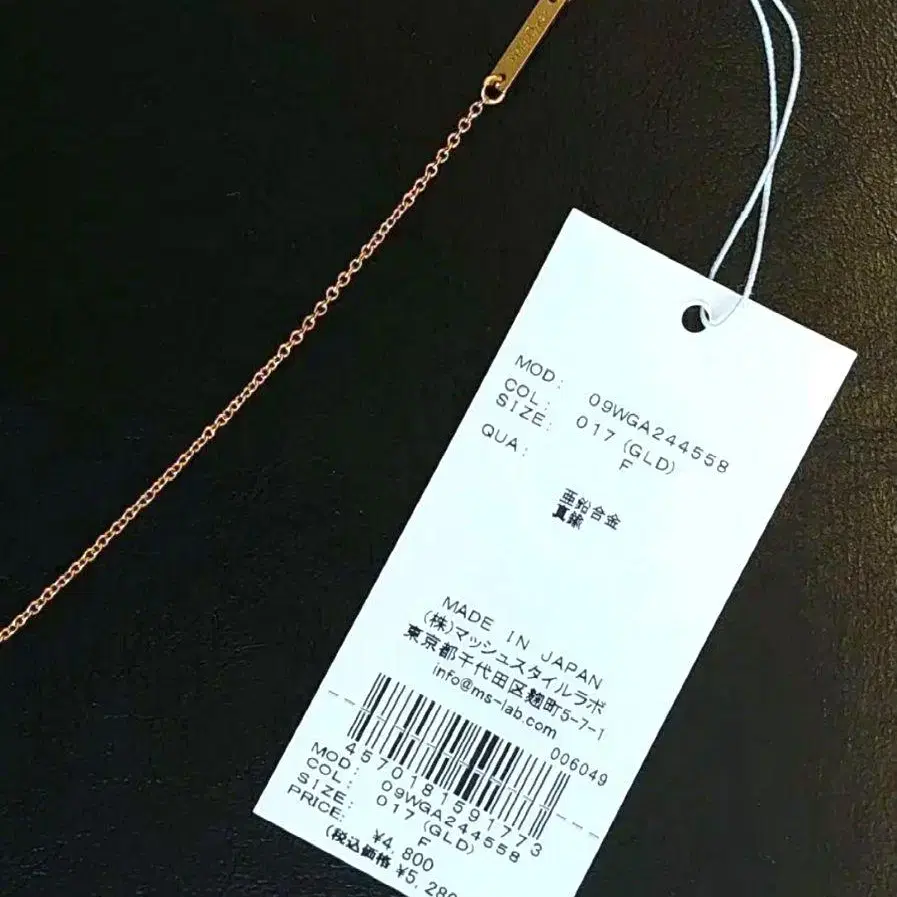 MOD: 09WGA244558
COL: 017 (GLD)
SIZE: F
QUA:
亜鉛合金
真鍮
MADE IN JAPAN
(株)マッシュスタイルラボ
東京都千代田区麹町5-7-1
info@ms-lab.com
006049
4570181591773
MOD: 09WGA244558
COL: 017 (GLD)
SIZE: F
PRICE: ¥4,800
(税込価格 ¥5,280